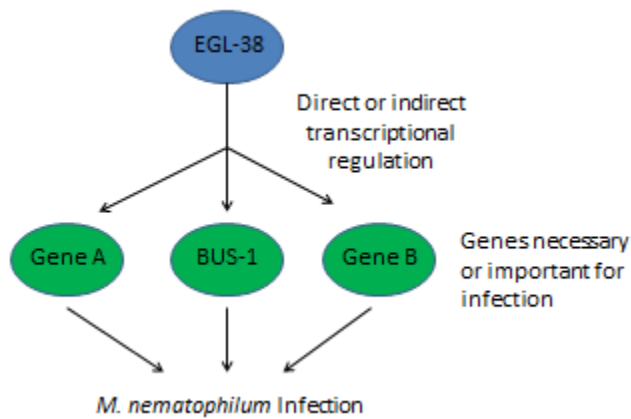 EGL-38
Direct or indirect
transcriptional
regulation
Gene A
BUS-1
Gene B
Genes necessary
or important for
infection
M. nematophilum Infection